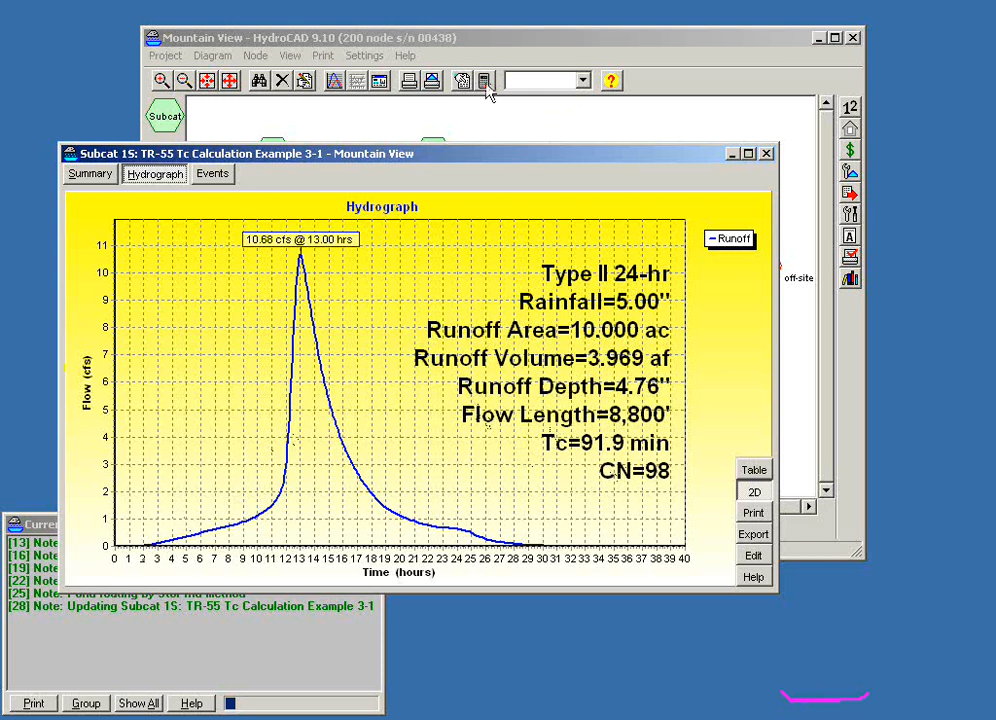 Mountain View - HydroCAD 9.10 (200 node s/n 00438)
Project Diagram Node View Print Settings Help
Subcat
12
$
A
off-site
Subcat 1S: TR-55 Tc Calculation Example 3-1 - Mountain View
Summary Hydrograph Events
Hydrograph
Runoff
10.68 cfs @ 13.00 hrs
Type II 24-hr
Rainfall=5.00"
Runoff Area=10.000 ac
Runoff Volume=3.969 af
Runoff Depth=4.76"
Flow Length=8,800'
Tc=91.9 min
CN=98
Flow (cfs)
11
10
9
8
7
6
5
4
3
2
1
0
0 1 2 3 4 5 6 7 8 9 10 11 12 13 14 15 16 17 18 19 20 21 22 23 24 25 26 27 28 29 30 31 32 33 34 35 36 37 38 39 40
Time (hours)
Table
2D
Print
Export
Edit
Help
[13] Note
[16] Note
[19] Note
[22] Note
[25] Note:
[28] Note: Updating Subcat 1S: TR-55 Tc Calculation Example 3-1
Print Group Show All Help